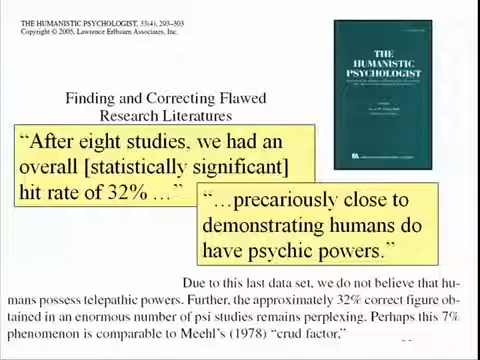 THE HUMANISTIC PSYCHOLOGIST, 33(4), 293–303
Copyright © 2005, Lawrence Erlbaum Associates, Inc.
THE
HUMANISTIC
PSYCHOLOGIST
Finding and Correcting Flawed
Research Literatures
“After eight studies, we had an
overall [statistically significant]
hit rate of 32% …”
“…precariously close to
demonstrating humans do
have psychic powers.”
Due to this last data set, we do not believe that hu-
mans possess telepathic powers. Further, the approximately 32% correct figure ob-
tained in an enormous number of psi studies remains perplexing. Perhaps this 7%
phenomenon is comparable to Meehl’s (1978) “crud factor,”